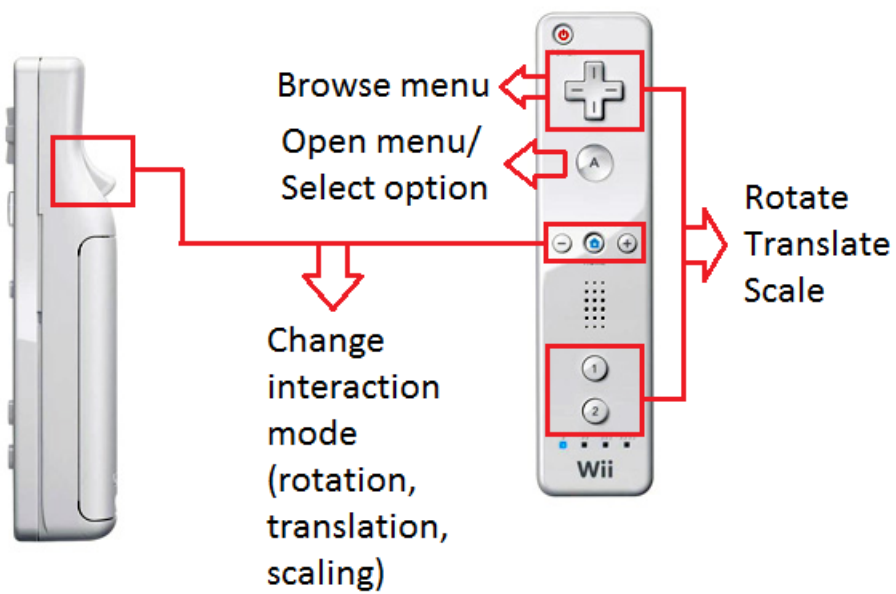 Browse menu
Open menu/
Select option
A
Rotate
Translate
Scale
Change
interaction
mode
(rotation,
translation,
scaling)
1
2
Wii